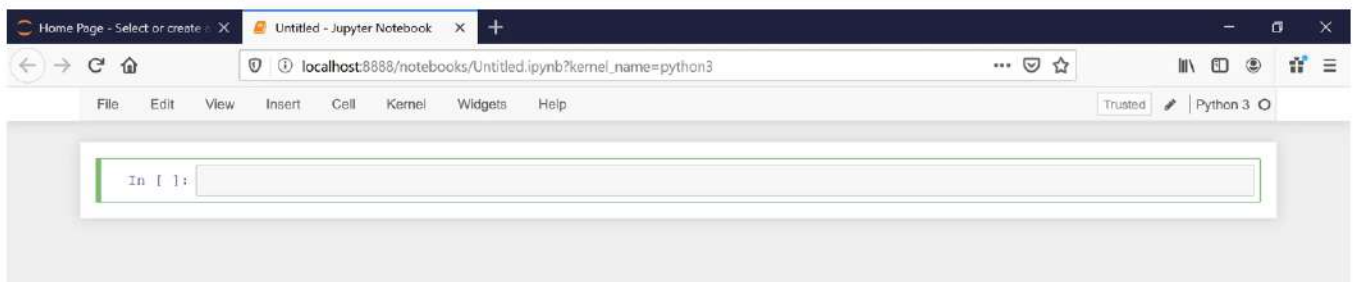 Home Page - Select or create a
Untitled - Jupyter Notebook
localhost:8888/notebooks/Untitled.ipynb?kernel_name=python3
File Edit View Insert Cell Kernel Widgets Help Trusted Python 3
In [ ]: